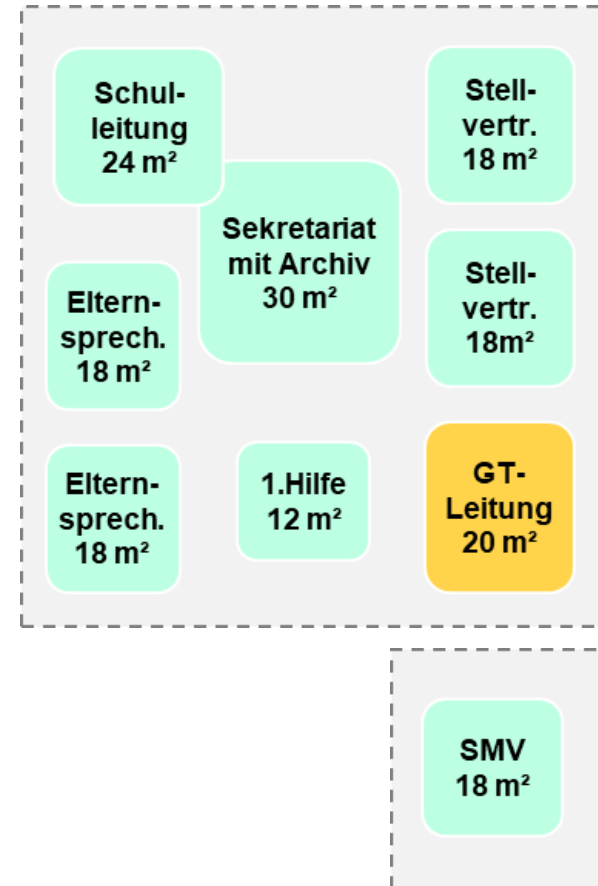 Schul-
leitung
24 m²
Stell-
vertr.
18 m²
Sekretariat
mit Archiv
30 m²
Stell-
vertr.
18m²
Eltern-
sprech.
18 m²
Eltern-
sprech.
18 m²
1.Hilfe
12 m²
GT-
Leitung
20 m²
SMV
18 m²